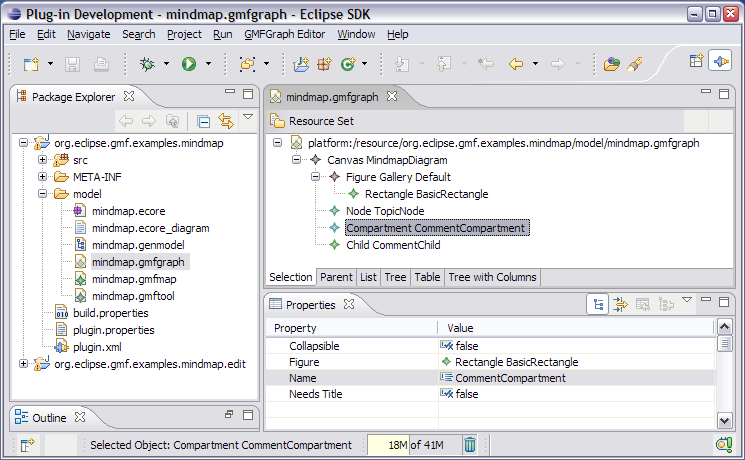 Plug-in Development - mindmap.gmfgraph - Eclipse SDK
File Edit Navigate Search Project Run GMFGraph Editor Window Help
Package Explorer
org.eclipse.gmf.examples.mindmap
src
META-INF
model
mindmap.ecore
mindmap.ecore_diagram
mindmap.genmodel
mindmap.gmfgraph
mindmap.gmfmap
mindmap.gmftool
build.properties
plugin.properties
plugin.xml
org.eclipse.gmf.examples.mindmap.edit
Outline
mindmap.gmfgraph
Resource Set
platform:/resource/org.eclipse.gmf.examples.mindmap/model/mindmap.gmfgraph
Canvas MindmapDiagram
Figure Gallery Default
Rectangle BasicRectangle
Node TopicNode
Compartment CommentCompartment
Child CommentChild
Selection Parent List Tree Table Tree with Columns
Properties
Property Value
Collapsible false
Figure Rectangle BasicRectangle
Name CommentCompartment
Needs Title false
Selected Object: Compartment CommentCompartment 18M of 41M